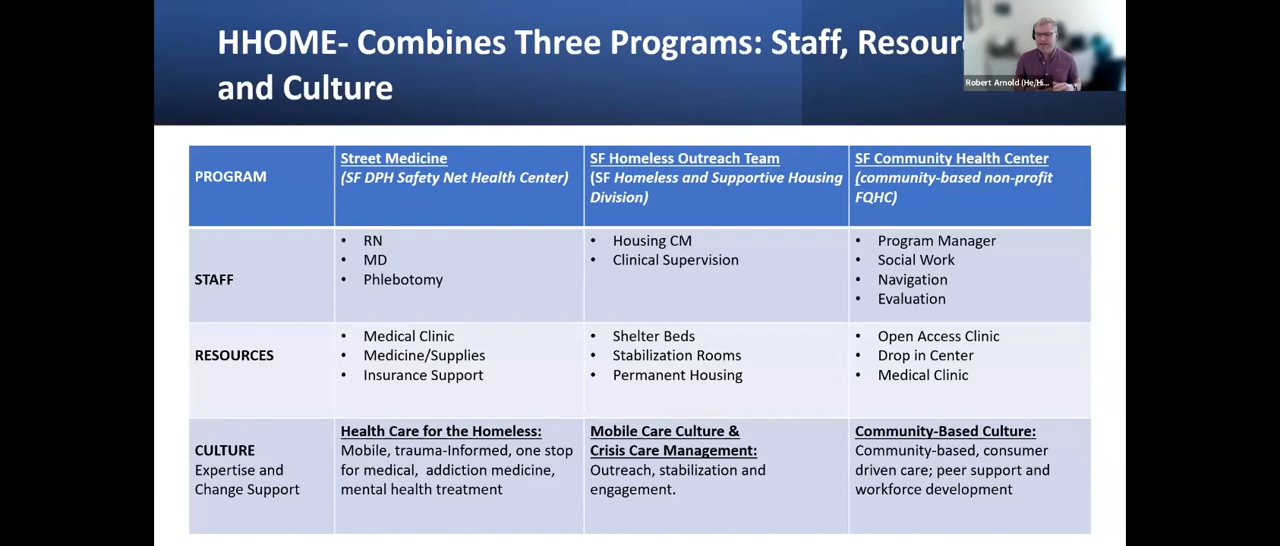 HHOME- Combines Three Programs: Staff,
and Culture
Robert Arnold (He/Hi...
PROGRAM
Street Medicine
(SF DPH Safety Net Health Center)
SF Homeless Outreach Team
(SF Homeless and Supportive Housing
Division)
SF Community Health Center
(community-based non-profit
FQHC)
STAFF
• RN
• MD
• Phlebotomy
• Housing CM
• Clinical Supervision
• Program Manager
• Social Work
• Navigation
• Evaluation
RESOURCES
• Medical Clinic
• Medicine/Supplies
• Insurance Support
• Shelter Beds
• Stabilization Rooms
• Permanent Housing
• Open Access Clinic
• Drop in Center
• Medical Clinic
CULTURE
Expertise and
Change Support
Health Care for the Homeless:
Mobile, trauma-Informed, one stop
for medical, addiction medicine,
mental health treatment
Mobile Care Culture &
Crisis Care Management:
Outreach, stabilization and
engagement.
Community-Based Culture:
Community-based, consumer
driven care; peer support and
workforce development